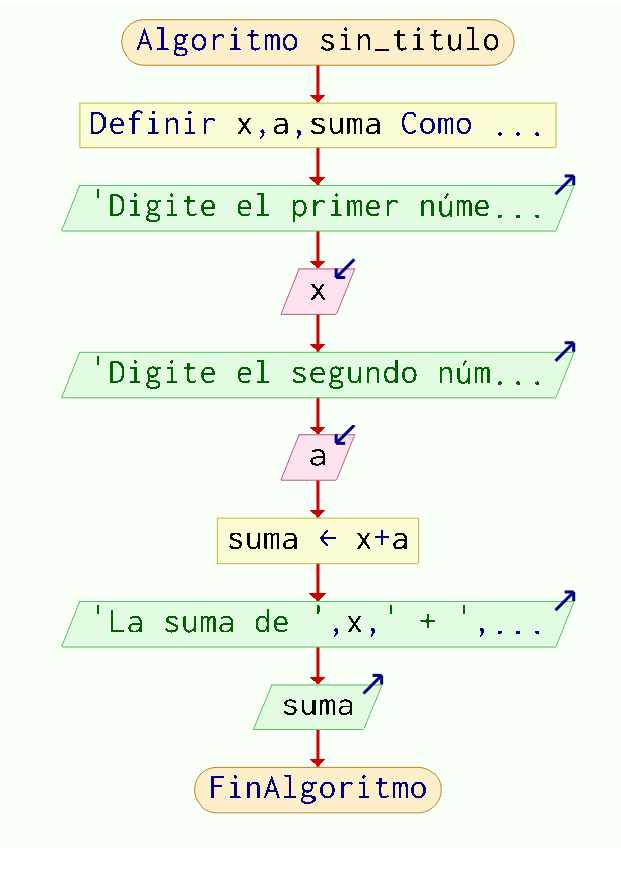 Algoritmo sin_titulo
Definir x,a,suma Como ...
'Digite el primer núme...
x
'Digite el segundo núm...
a
suma ← x+a
'La suma de ',x,' + ',...
suma
FinAlgoritmo